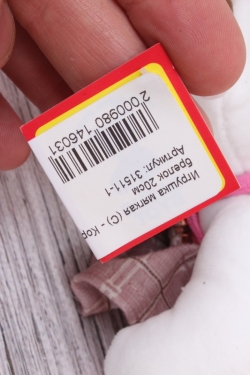 2 000980 146031
Игрушка мягкая (С) - Кор
брелок 20см
Артикул: 31511-1